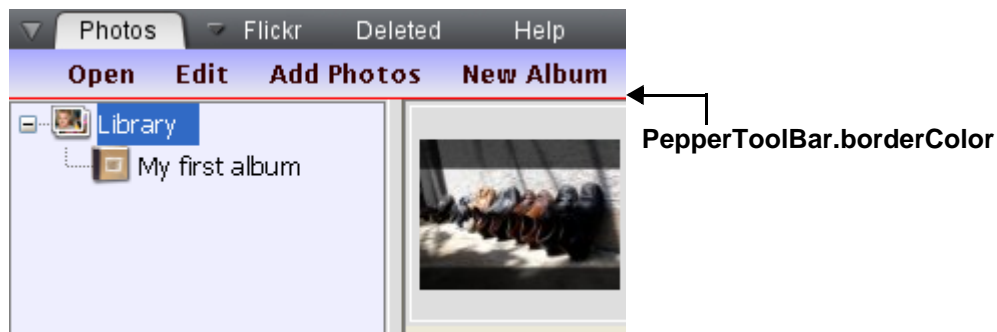 Photos Flickr Deleted Help
Open Edit Add Photos New Album
Library
PepperToolBar.borderColor
My first album